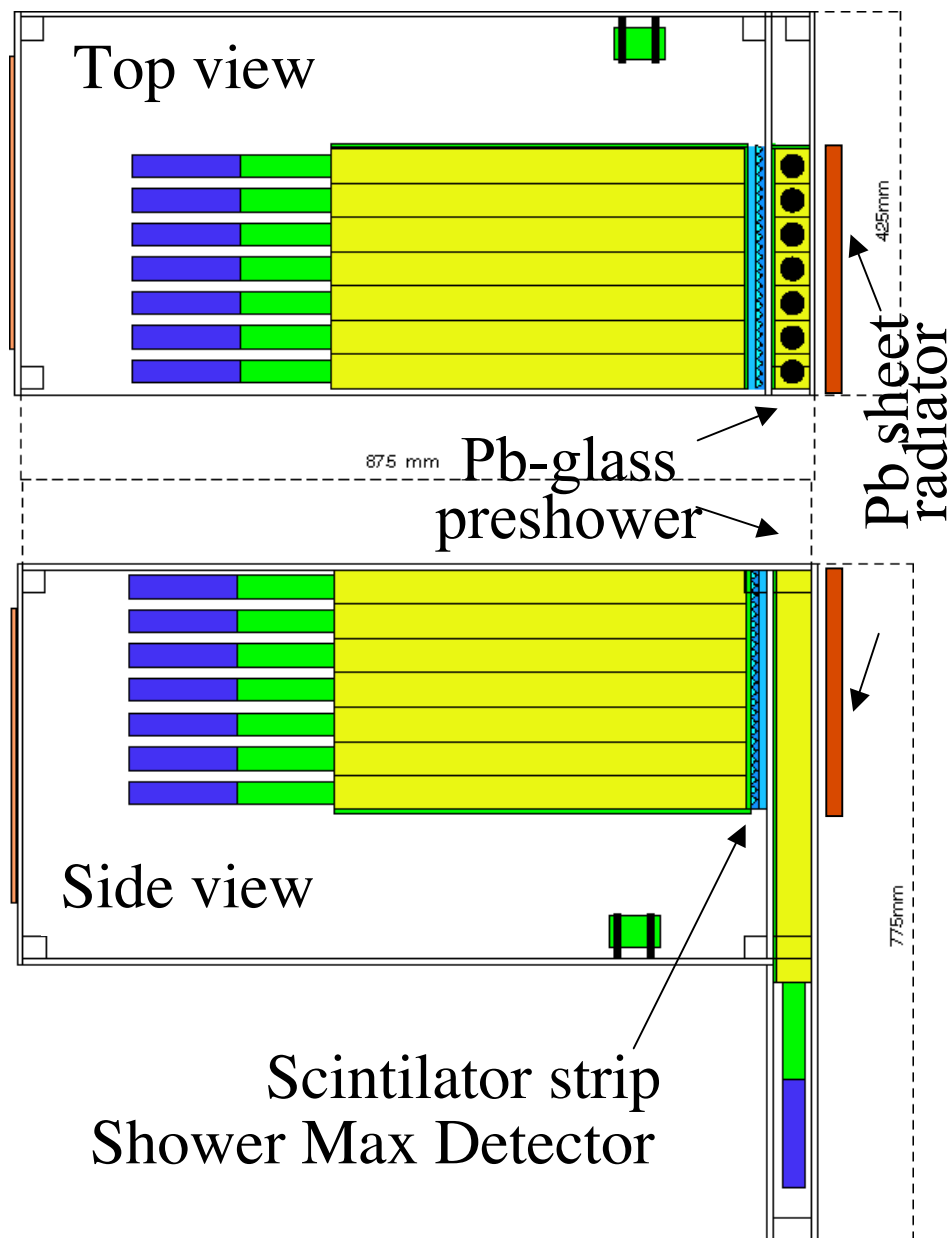 Top view
425mm
Pb sheet
radiator
875 mm
Pb-glass
preshower
Side view
775mm
Scintilator strip
Shower Max Detector